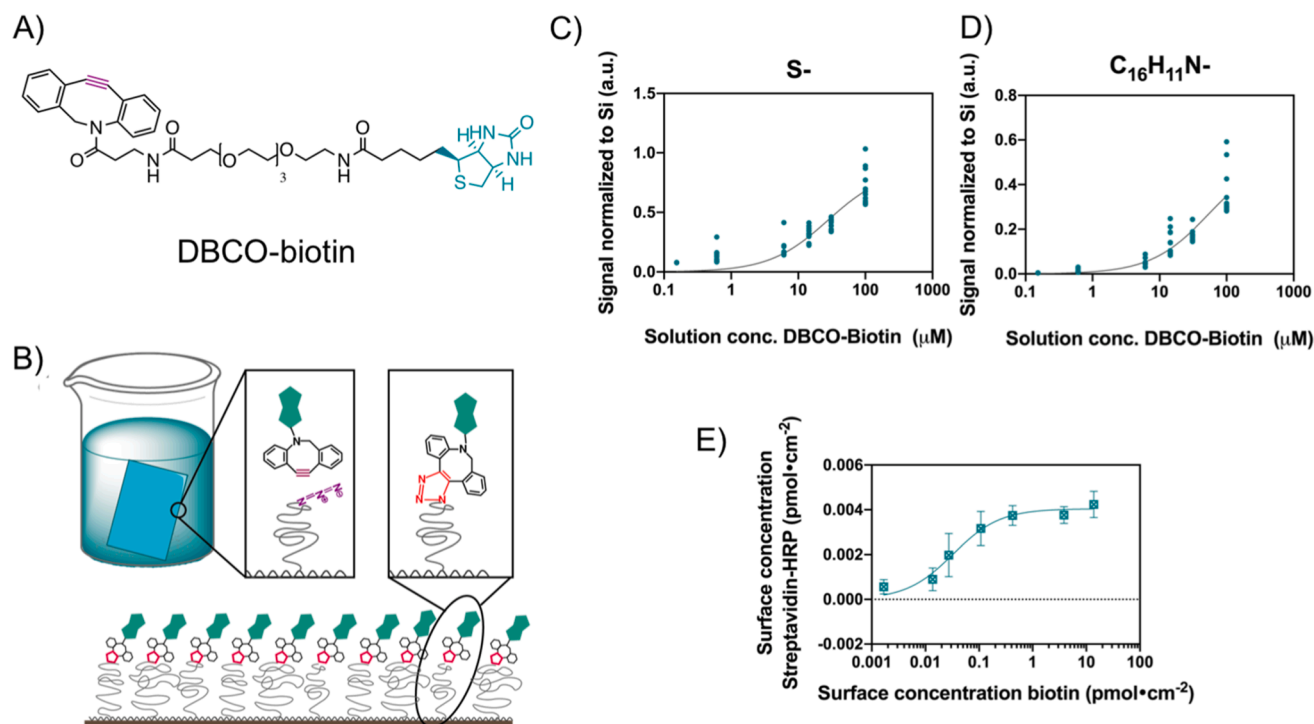 A)
N
O
N
H
O
O
3
O
N
H
O
HN
H
O
NH
S
H
DBCO-biotin
B)
N
N
N
N
⊕
⊖
N
N
N
N
C)
S-
Signal normalized to Si (a.u.)
1.5
1.0
0.5
0.0
0.1
1
10
100
1000
Solution conc. DBCO-Biotin (μM)
D)
C₁₆H₁₁N-
Signal normalized to Si (a.u.)
0.8
0.6
0.4
0.2
0.0
0.1
1
10
100
1000
Solution conc. DBCO-Biotin (μM)
E)
Surface concentration
Streptavidin-HRP (pmol•cm⁻²)
0.006
0.004
0.002
0.000
-0.002
0.001
0.01
0.1
1
10
100
Surface concentration biotin (pmol•cm⁻²)